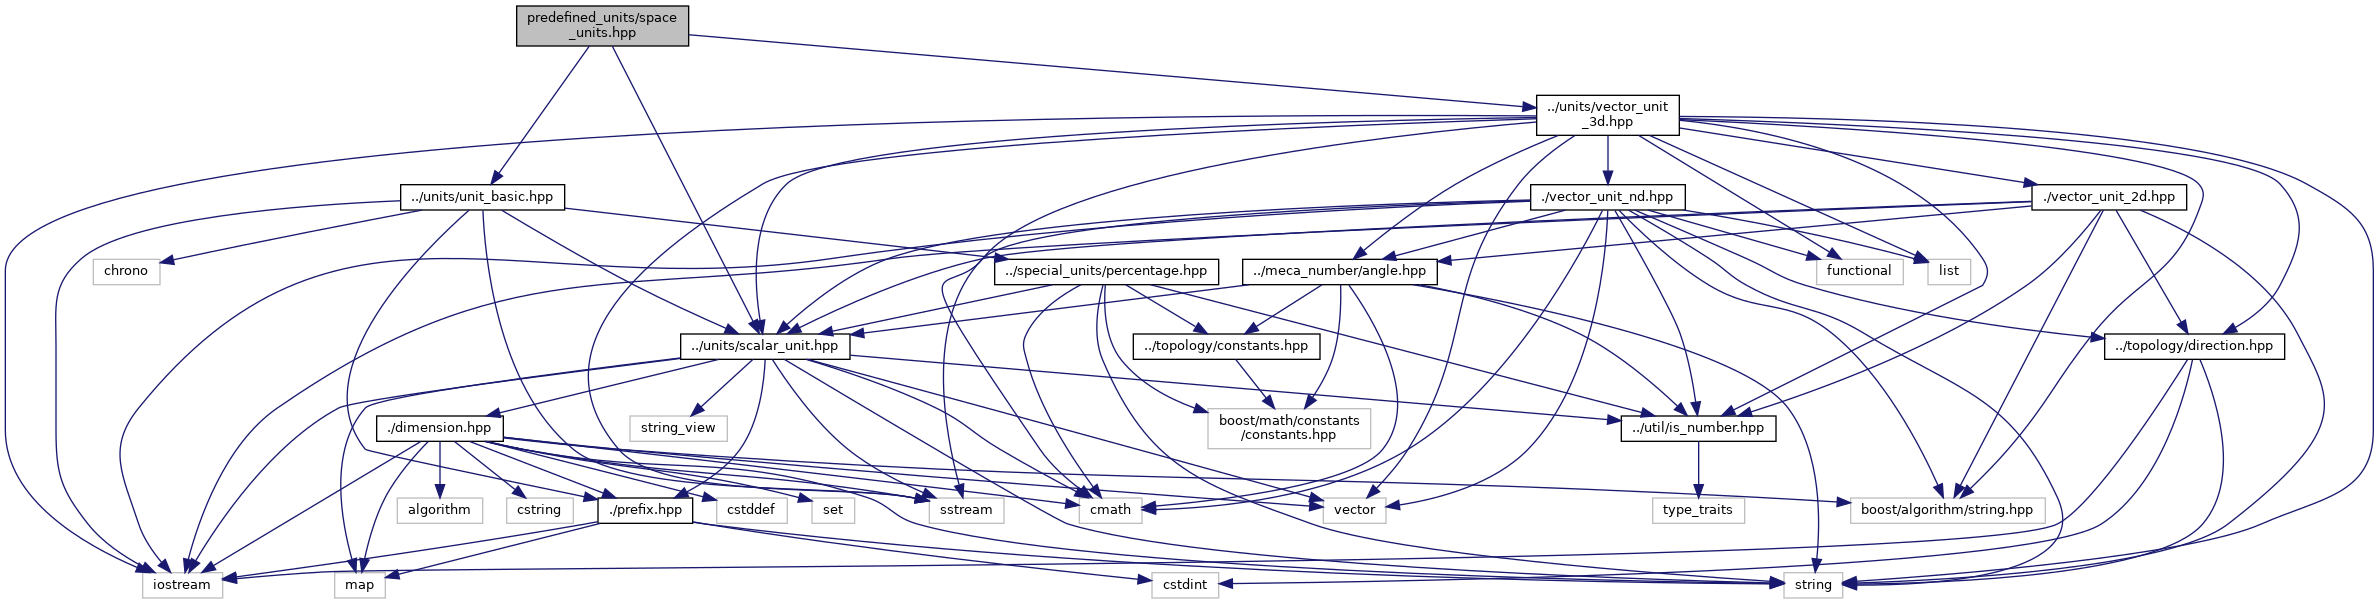 predefined_units/space
_units.hpp
../units/vector_unit
_3d.hpp
../units/unit_basic.hpp
./vector_unit_nd.hpp
./vector_unit_2d.hpp
chrono
../special_units/percentage.hpp
../meca_number/angle.hpp
functional
list
../units/scalar_unit.hpp
../topology/constants.hpp
../topology/direction.hpp
./dimension.hpp
string_view
boost/math/constants
/constants.hpp
../util/is_number.hpp
algorithm
cstring
./prefix.hpp
cstddef
set
sstream
cmath
vector
type_traits
boost/algorithm/string.hpp
iostream
map
cstdint
string